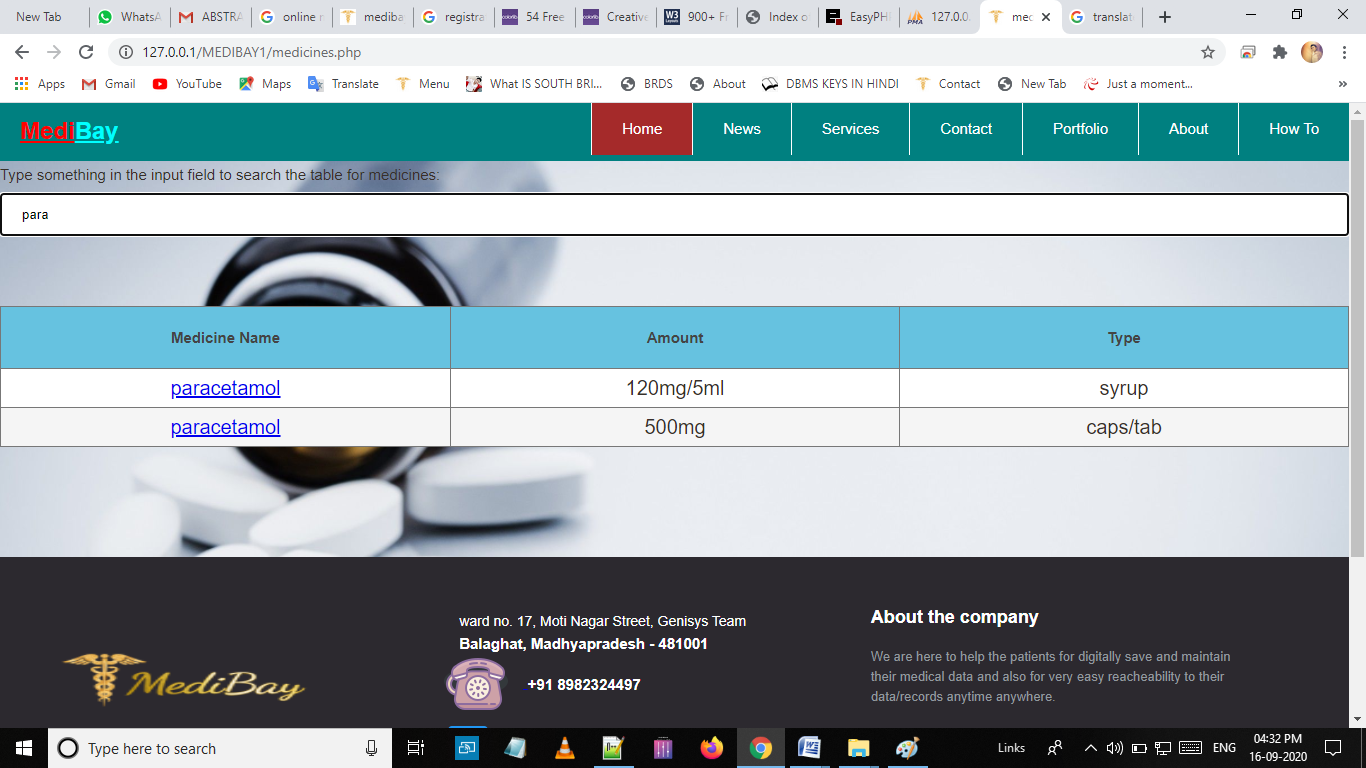 New Tab
WhatsA
ABSTRA
online r
mediba
registra
54 Free
Creative
W3
900+ Fr
Index o
EasyPHP
127.0.0.
med
translat
127.0.0.1/MEDIBAY1/medicines.php
Apps
Gmail
YouTube
Maps
Translate
Menu
What IS SOUTH BRI...
BRDS
About
DBMS KEYS IN HINDI
Contact
New Tab
Just a moment...
MediBay
Home
News
Services
Contact
Portfolio
About
How To
Type something in the input field to search the table for medicines:
para
Medicine Name
Amount
Type
paracetamol
120mg/5ml
syrup
paracetamol
500mg
caps/tab
MediBay
ward no. 17, Moti Nagar Street, Genisys Team
Balaghat, Madhyapradesh - 481001
+91 8982324497
About the company
We are here to help the patients for digitally save and maintain
their medical data and also for very easy reacheability to their
data/records anytime anywhere.
Type here to search
Links
ENG
04:32 PM
16-09-2020